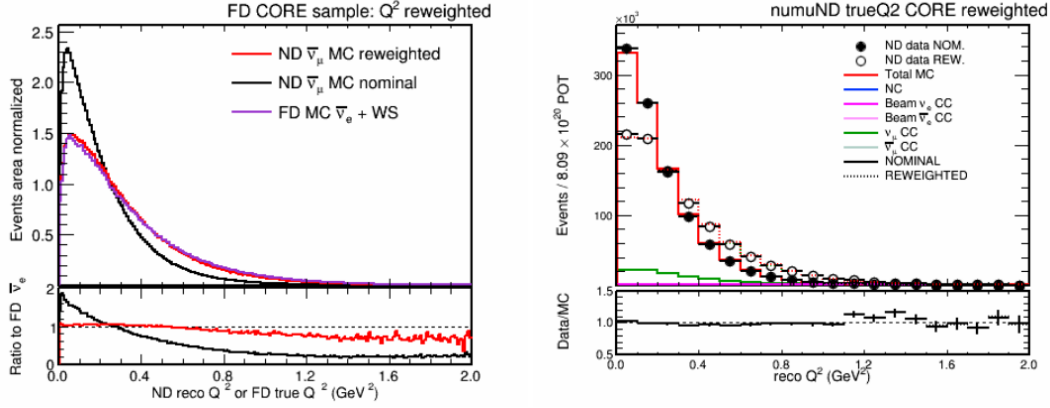 FD CORE sample: Q² reweighted
2.5
2.0
1.5
1.0
0.5
Events area normalized
ND ν̅μ MC reweighted
ND ν̅μ MC nominal
FD MC ν̅e + WS
2
1
0
Ratio to FD ν̅e
0.0 0.4 0.8 1.2 1.6 2.0
ND reco Q² or FD true Q² (GeV²)
numuND trueQ2 CORE reweighted
×10³
300
200
100
Events / 8.09 × 10²⁰ POT
ND data NOM.
ND data REW.
Total MC
NC
Beam νe CC
Beam ν̅e CC
νμ CC
ν̅μ CC
NOMINAL
REWEIGHTED
1.5
1.0
0.5
Data/MC
0.0 0.4 0.8 1.2 1.6 2.0
reco Q² (GeV²)